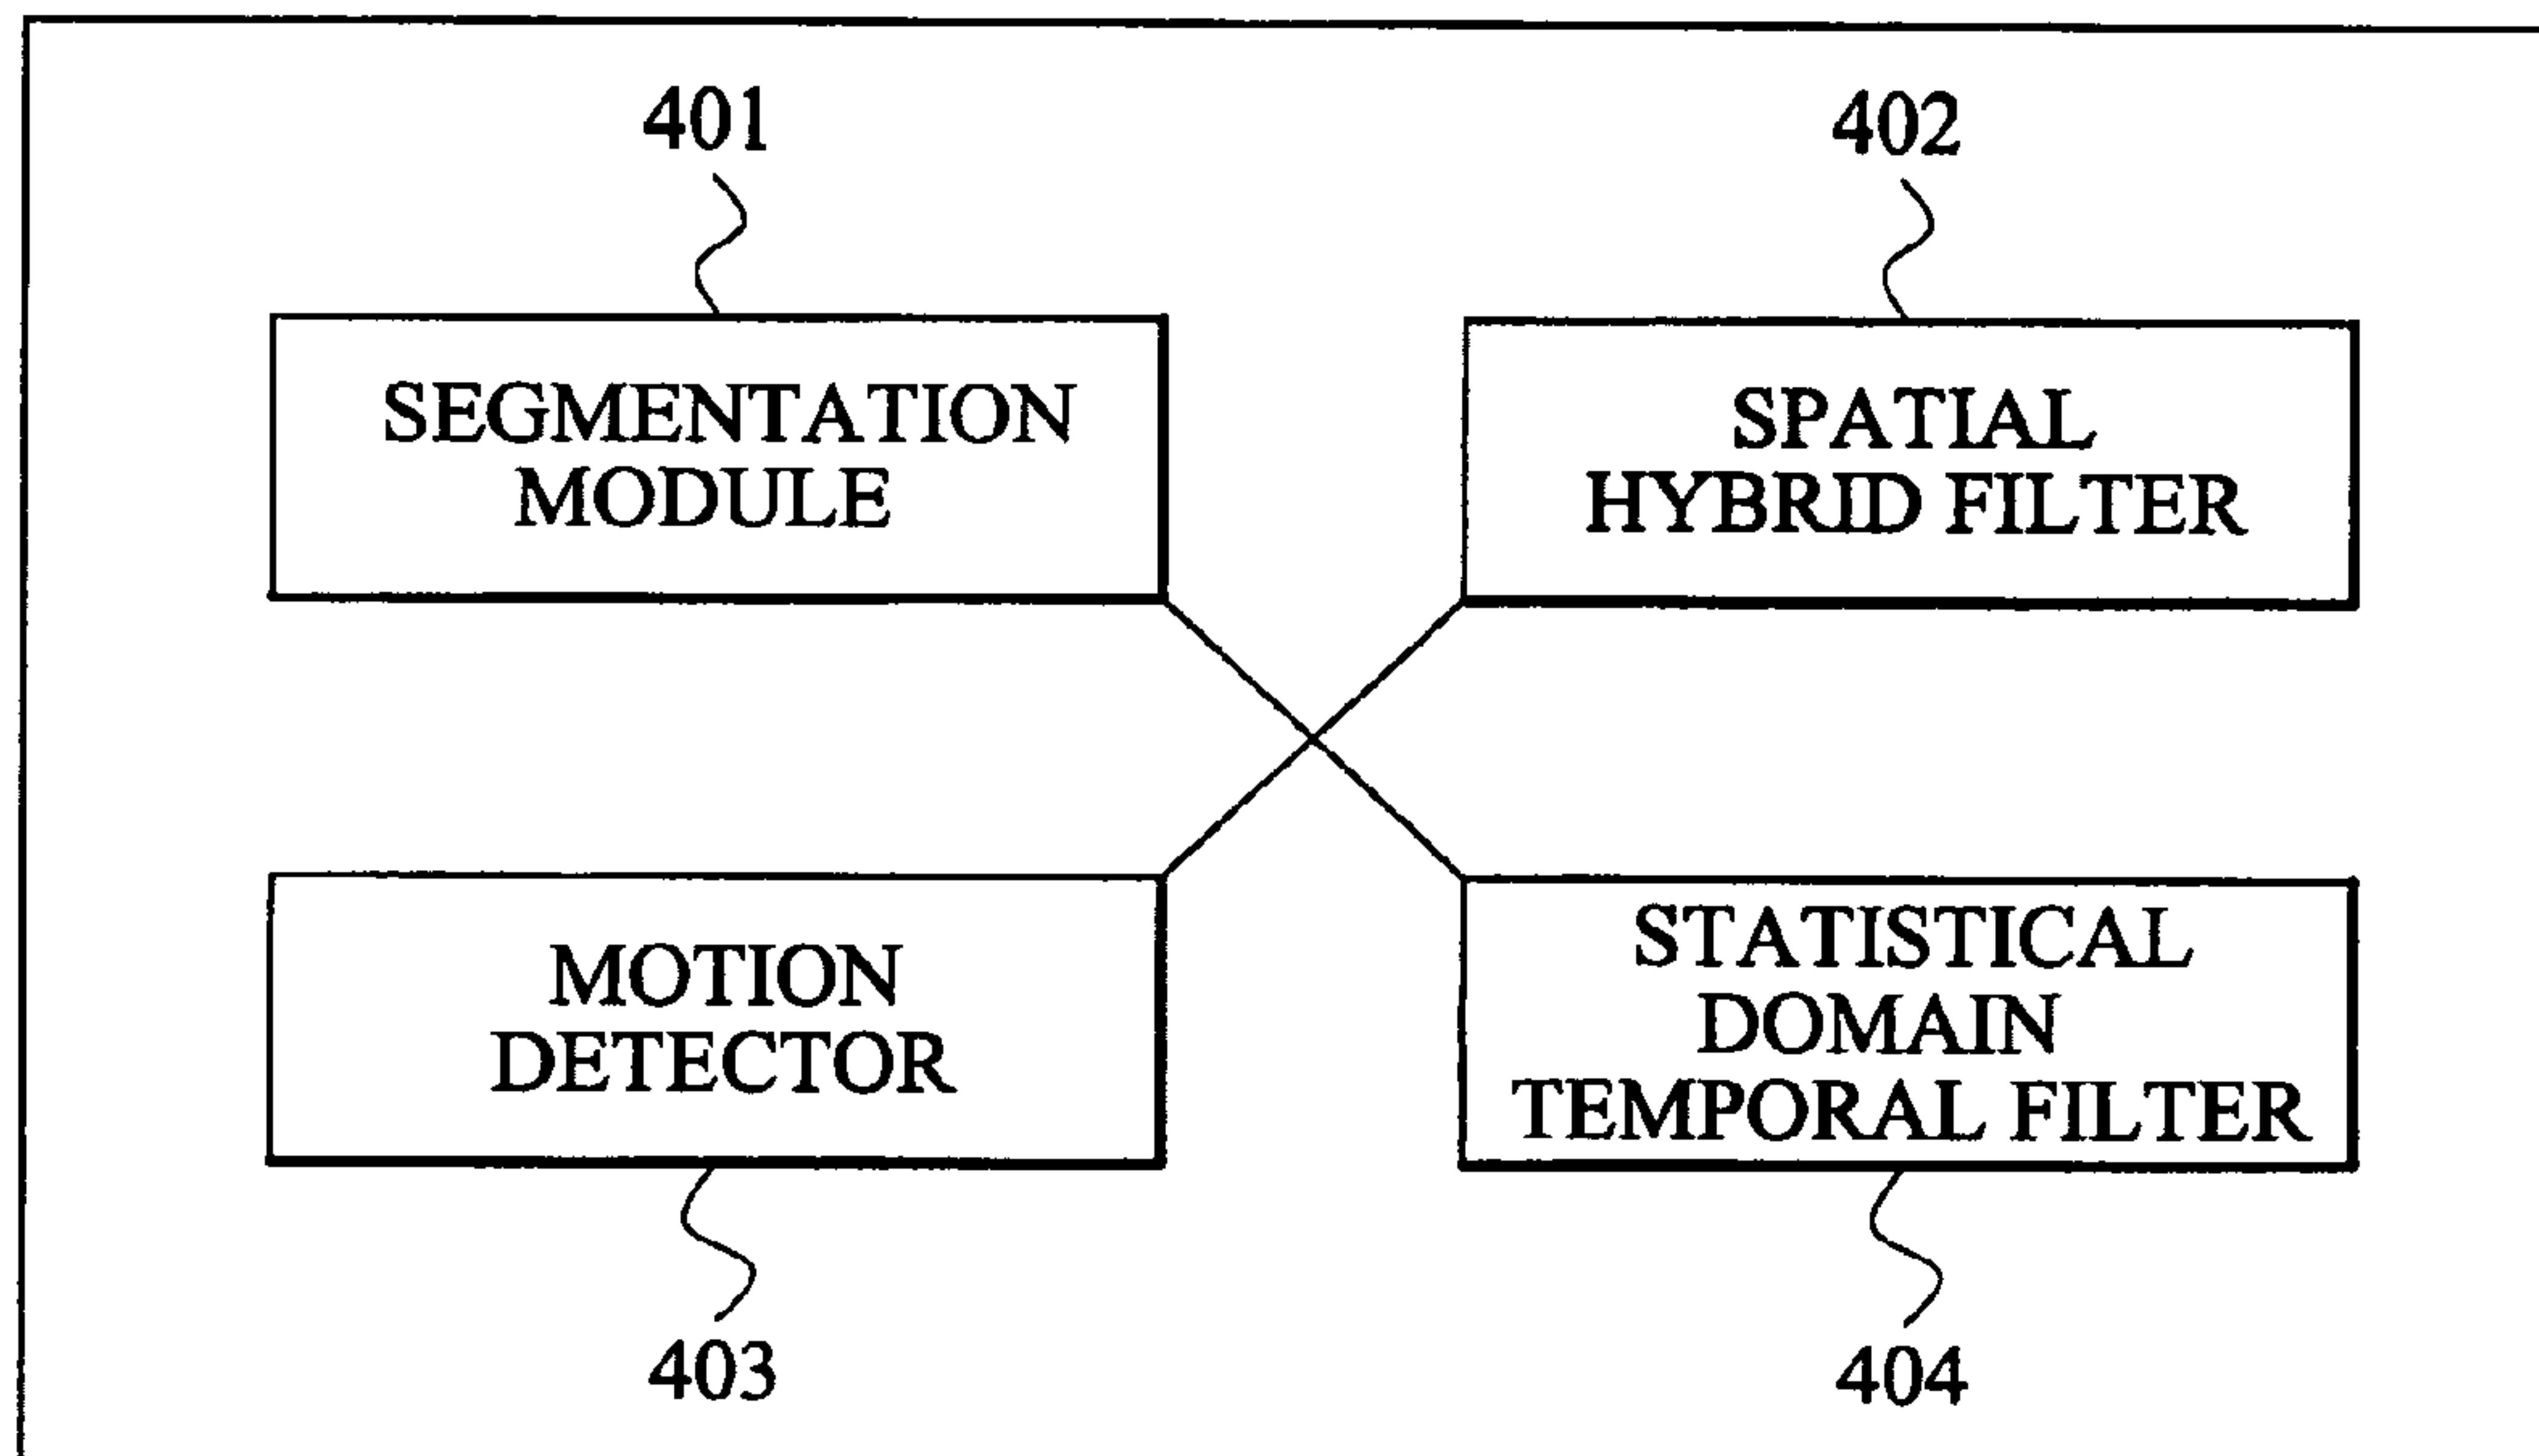 401
402
SEGMENTATION
MODULE
SPATIAL
HYBRID FILTER
MOTION
DETECTOR
STATISTICAL
DOMAIN
TEMPORAL FILTER
403
404